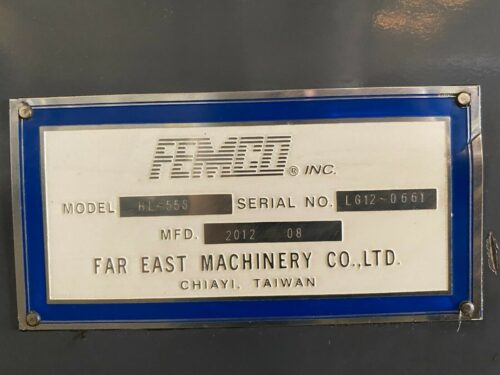 FEMCO ® INC.
MODEL HL-55S SERIAL NO. LG12-0661
MFD. 2012 08
FAR EAST MACHINERY CO.,LTD.
CHIAYI, TAIWAN